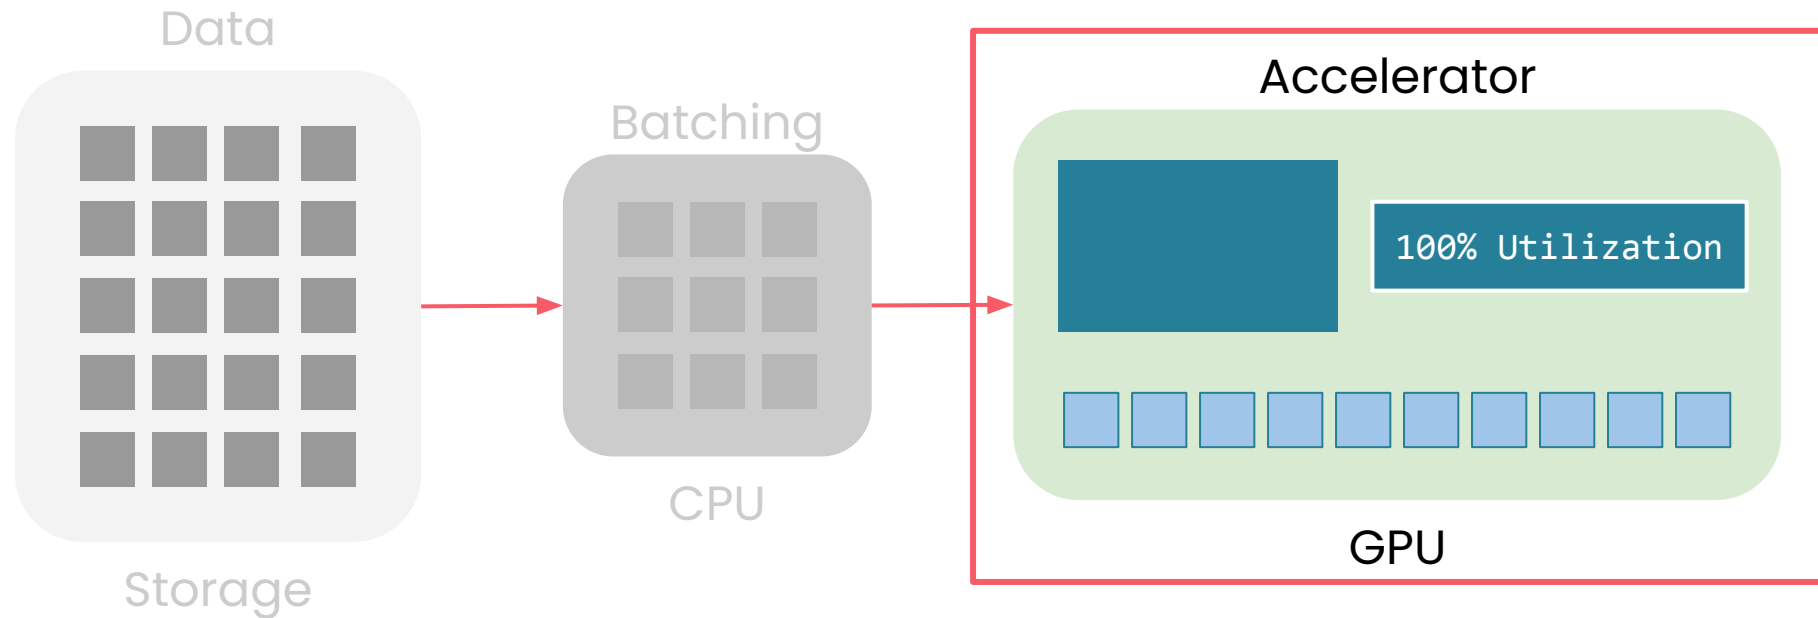 Data
Storage
Batching
CPU
Accelerator
100% Utilization
GPU